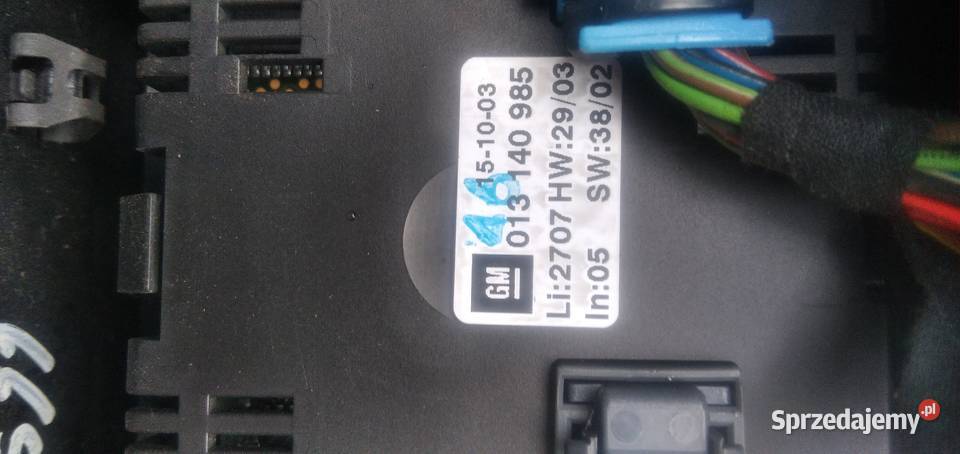 15-10-03
46
013 140 985
GM
Li:2707 HW:29/03
In:05 SW:38/02
Sprzedajemy.pl